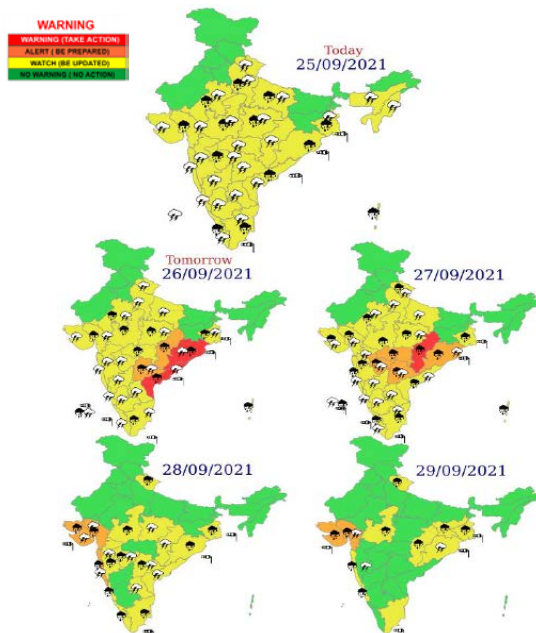 WARNING
WARNING (TAKE ACTION)
ALERT ( BE PREPARED)
WATCH (BE UPDATED)
NO WARNING ( NO ACTION)
Today
25/09/2021
Tomorrow
26/09/2021
27/09/2021
28/09/2021
29/09/2021